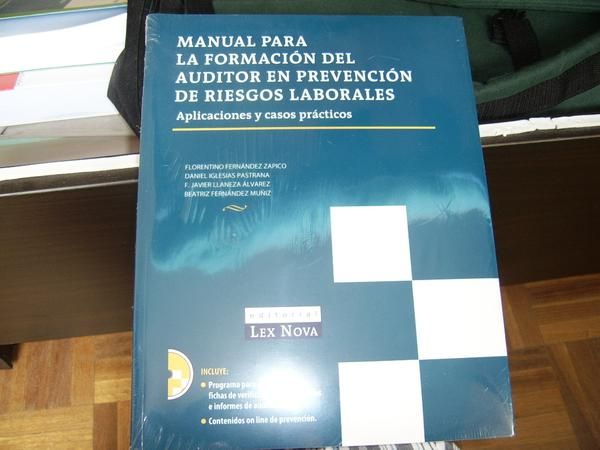 MANUAL PARA
LA FORMACIÓN DEL
AUDITOR EN PREVENCIÓN
DE RIESGOS LABORALES
Aplicaciones y casos prácticos
FLORENTINO FERNÁNDEZ ZAPICO
DANIEL IGLESIAS PASTRANA
F. JAVIER LLANEZA ÁLVAREZ
BEATRIZ FERNÁNDEZ MUÑIZ
editorial
LEX NOVA
INCLUYE:
• Programa para
fichas de
e informes de
• Contenidos on line de prevención.